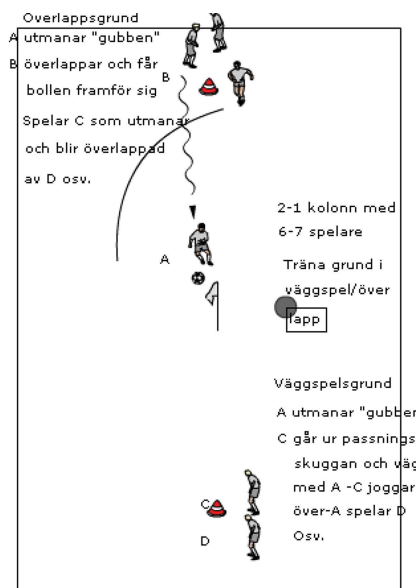 Överlappsgrund
A utmanar "gubben"
B överlappar och får
bollen framför sig
Spelar C som utmanar
och blir överlappad
av D osv.
B
A
2-1 kolonn med
6-7 spelare
Träna grund i
väggspel/över
lapp
Väggspelsgrund
A utmanar "gubben
C går ur passnings
skuggan och väg
med A -C joggar
över-A spelar D
Osv.
C
D